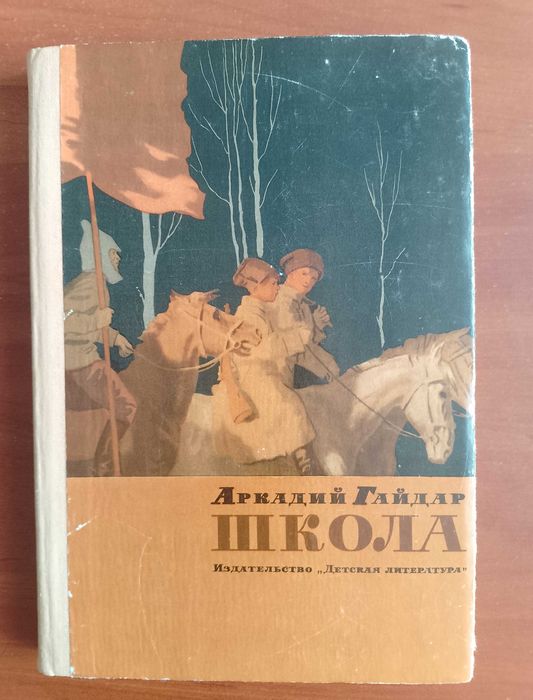 Аркадий Гайдар
ШКОЛА
Издательство „Детская литература"